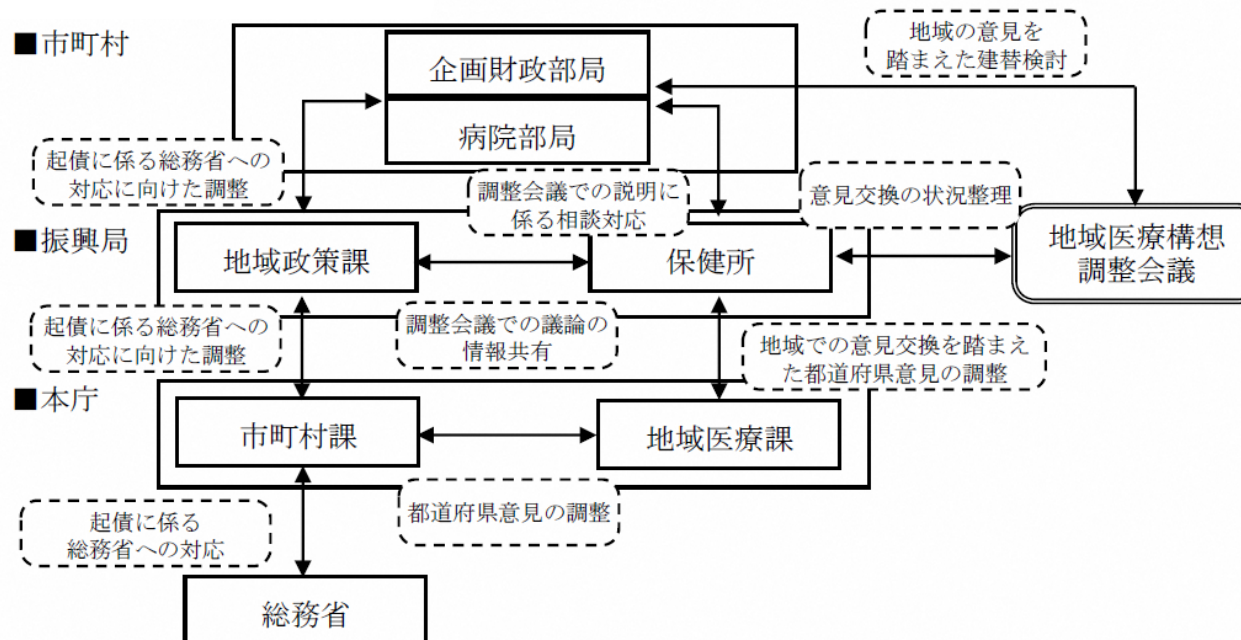 ■市町村
企画財政部局
病院部局
地域の意見を
踏まえた建替検討
起債に係る総務省への
対応に向けた調整
調整会議での説明に
係る相談対応
意見交換の状況整理
■振興局
地域政策課
保健所
地域医療構想
調整会議
起債に係る総務省への
対応に向けた調整
調整会議での議論の
情報共有
地域での意見交換を踏まえ
た都道府県意見の調整
■本庁
市町村課
地域医療課
起債に係る
総務省への対応
都道府県意見の調整
総務省